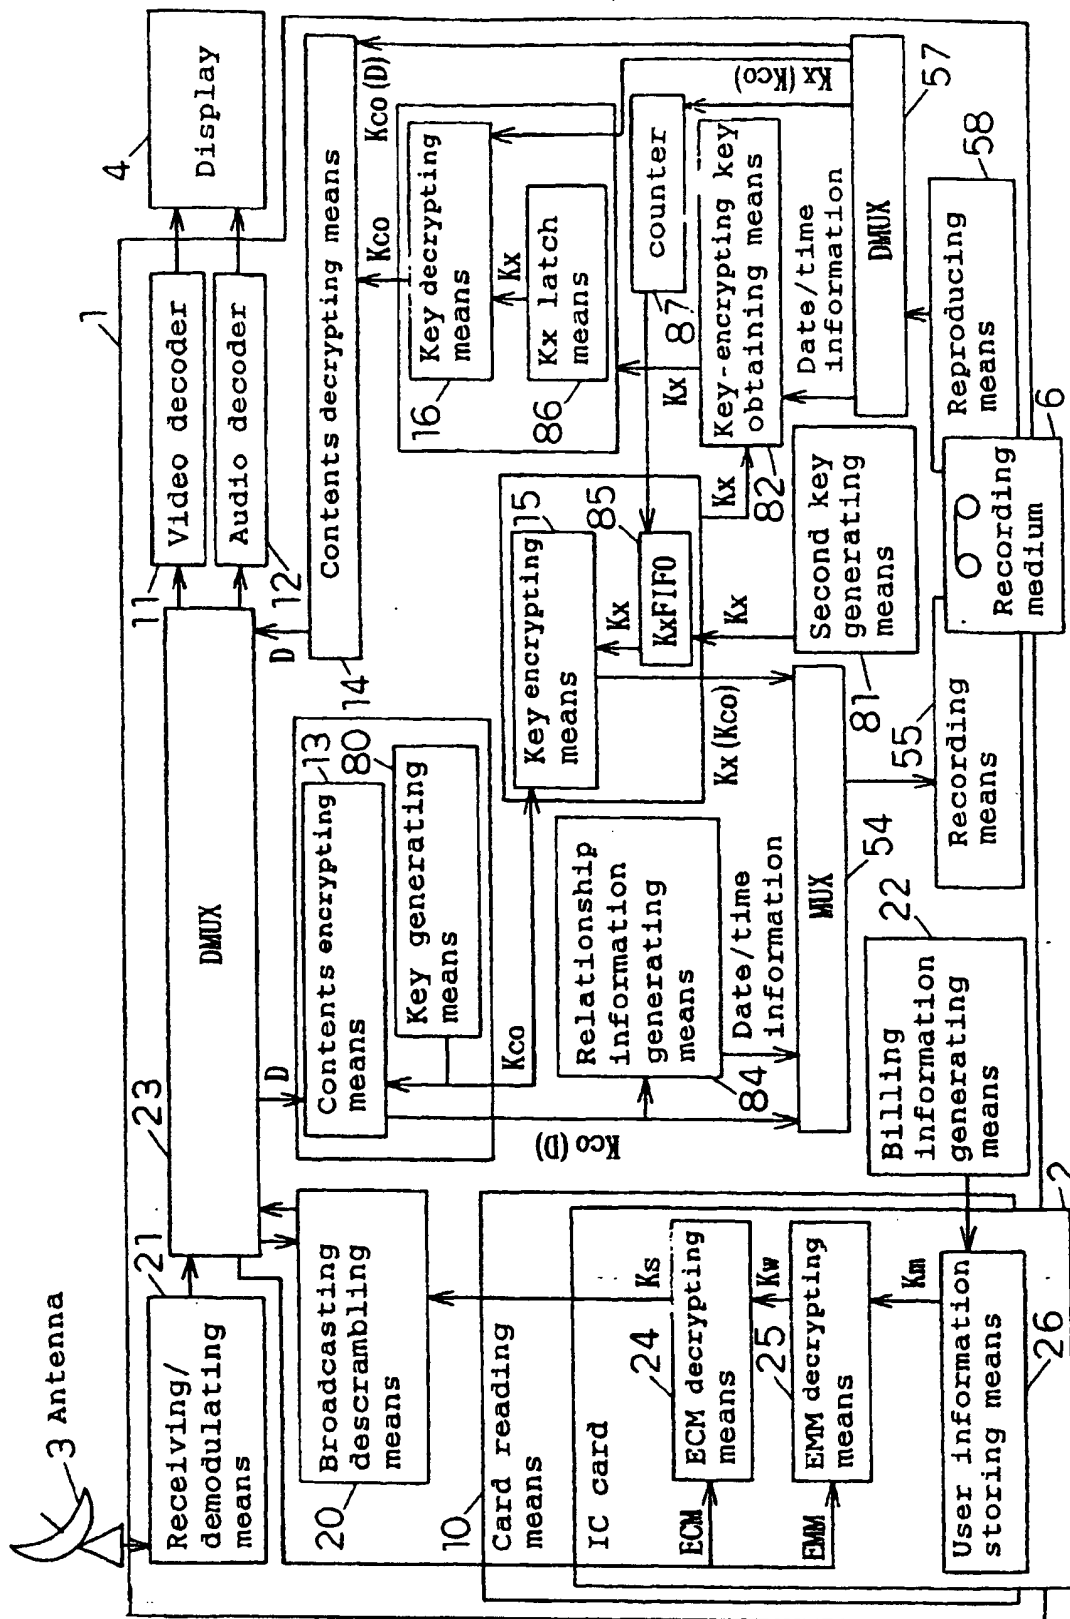 3 Antenna
21
Receiving/
demodulating
means
23
DMUX
1
11
Video decoder
Audio decoder
12
4
Display
20
Broadcasting
descrambling
means
D
13
Contents encrypting
means
80
Key generating
means
Kco
Kco(D)
D
14
Contents decrypting means
Kco
Kco(D)
10
Card reading
means
IC card
ECM
24
ECM decrypting
means
Ks
Kw
EMM
25
EMM decrypting
means
Km
User information
storing means
26
2
Relationship
information
generating
means
84
Date/time
information
15
Key encrypting
means
Kx
85
KxFIFO
Kx
Kx(Kco)
16
Key decrypting
means
Kx
Kx latch
means
86
counter
87
Kx
Kx(Kco)
Key-encrypting key
obtaining means
82
Kx
Date/time
information
DMUX
57
MUX
54
Second key
generating
means
81
22
Billing
information
generating
means
55
Recording
means
Recording
medium
6
Reproducing
means
58